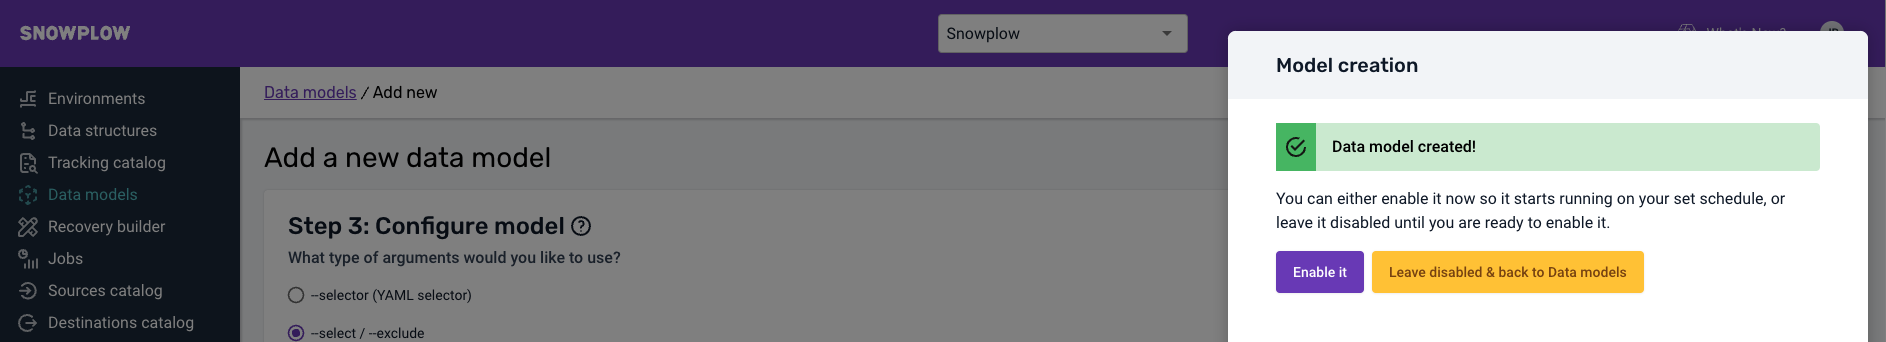 SNOWPLOW
Snowplow
What's New?
Environments
Data structures
Tracking catalog
Data models
Recovery builder
Jobs
Sources catalog
Destinations catalog
Data models / Add new
Add a new data model
Step 3: Configure model
What type of arguments would you like to use?
--selector (YAML selector)
--select / --exclude
Model creation
Data model created!
You can either enable it now so it starts running on your set schedule, or
leave it disabled until you are ready to enable it.
Enable it
Leave disabled & back to Data models